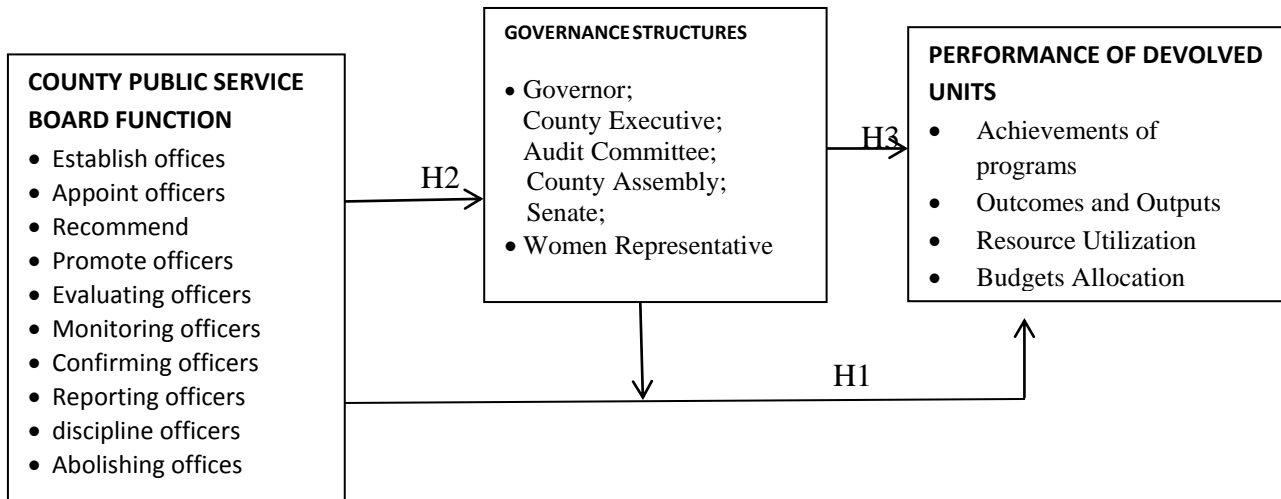 COUNTY PUBLIC SERVICE
BOARD FUNCTION
• Establish offices
• Appoint officers
• Recommend
• Promote officers
• Evaluating officers
• Monitoring officers
• Confirming officers
• Reporting officers
• discipline officers
• Abolishing offices
H2
GOVERNANCE STRUCTURES
• Governor;
County Executive;
Audit Committee;
County Assembly;
Senate;
• Women Representative
H3
H1
PERFORMANCE OF DEVOLVED
UNITS
• Achievements of
programs
• Outcomes and Outputs
• Resource Utilization
• Budgets Allocation